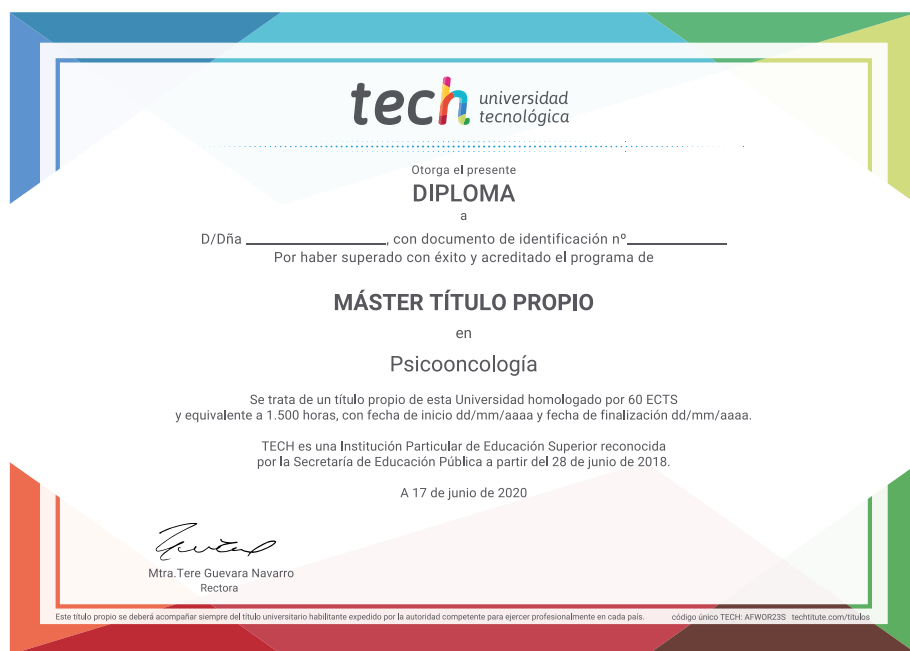 tech universidad
tecnológica
Otorga el presente
DIPLOMA
a
D/Dña ________________, con documento de identificación nº____________
Por haber superado con éxito y acreditado el programa de
MÁSTER TÍTULO PROPIO
en
Psicooncología
Se trata de un título propio de esta Universidad homologado por 60 ECTS
y equivalente a 1.500 horas, con fecha de inicio dd/mm/aaaa y fecha de finalización dd/mm/aaaa.
TECH es una Institución Particular de Educación Superior reconocida
por la Secretaría de Educación Pública a partir del 28 de junio de 2018.
A 17 de junio de 2020
Mtra.Tere Guevara Navarro
Rectora
Este título propio se deberá acompañar siempre del título universitario habilitante expedido por la autoridad competente para ejercer profesionalmente en cada país. código único TECH: AFWOR23S techtitute.com/titulos